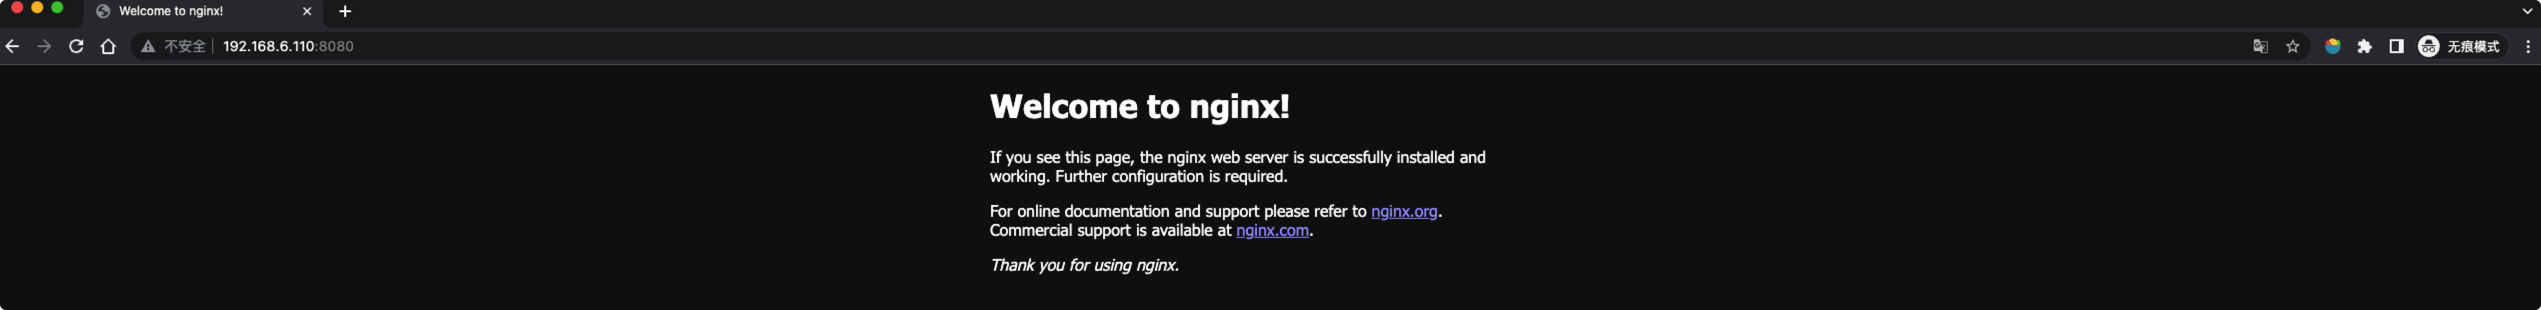 Welcome to nginx!
不安全 192.168.6.110:8080
无痕模式
Welcome to nginx!
If you see this page, the nginx web server is successfully installed and
working. Further configuration is required.
For online documentation and support please refer to nginx.org.
Commercial support is available at nginx.com.
Thank you for using nginx.